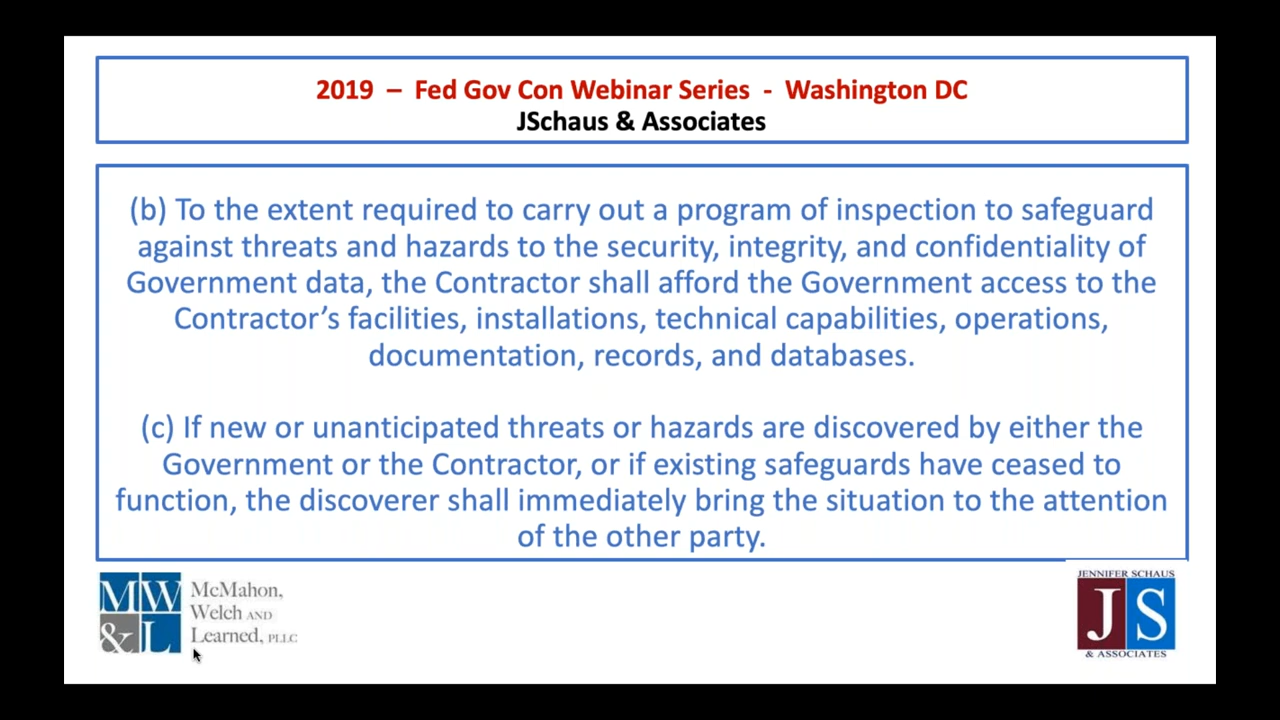 2019 – Fed Gov Con Webinar Series - Washington DC
JSchaus & Associates
(b) To the extent required to carry out a program of inspection to safeguard
against threats and hazards to the security, integrity, and confidentiality of
Government data, the Contractor shall afford the Government access to the
Contractor’s facilities, installations, technical capabilities, operations,
documentation, records, and databases.
(c) If new or unanticipated threats or hazards are discovered by either the
Government or the Contractor, or if existing safeguards have ceased to
function, the discoverer shall immediately bring the situation to the attention
of the other party.
MW
&L
McMahon,
Welch AND
Learned, PLLC
JENNIFER SCHAUS
JS
& ASSOCIATES